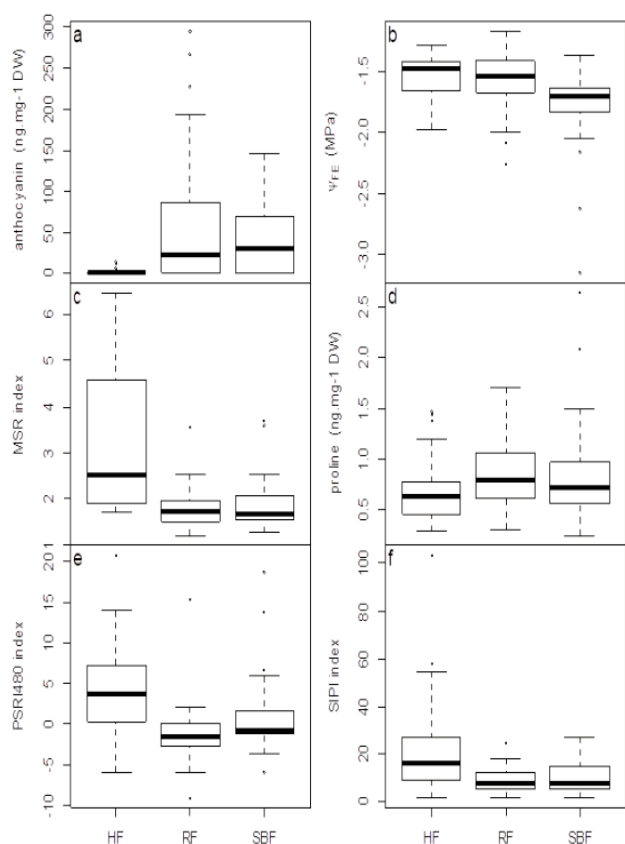 a
anthocyanin (ng.mg-1 DW)
0 50 100 150 200 250 300
b
ΨFE (MPa)
-3.0 -2.5 -2.0 -1.5
c
MSR index
1 2 3 4 5 6
d
proline (ng.mg-1 DW)
0.5 1.0 1.5 2.0 2.5
e
PSRI480 index
-10 -5 0 5 10 15 20
HF RF SBF
f
SIPI index
0 20 40 60 80 100
HF RF SBF